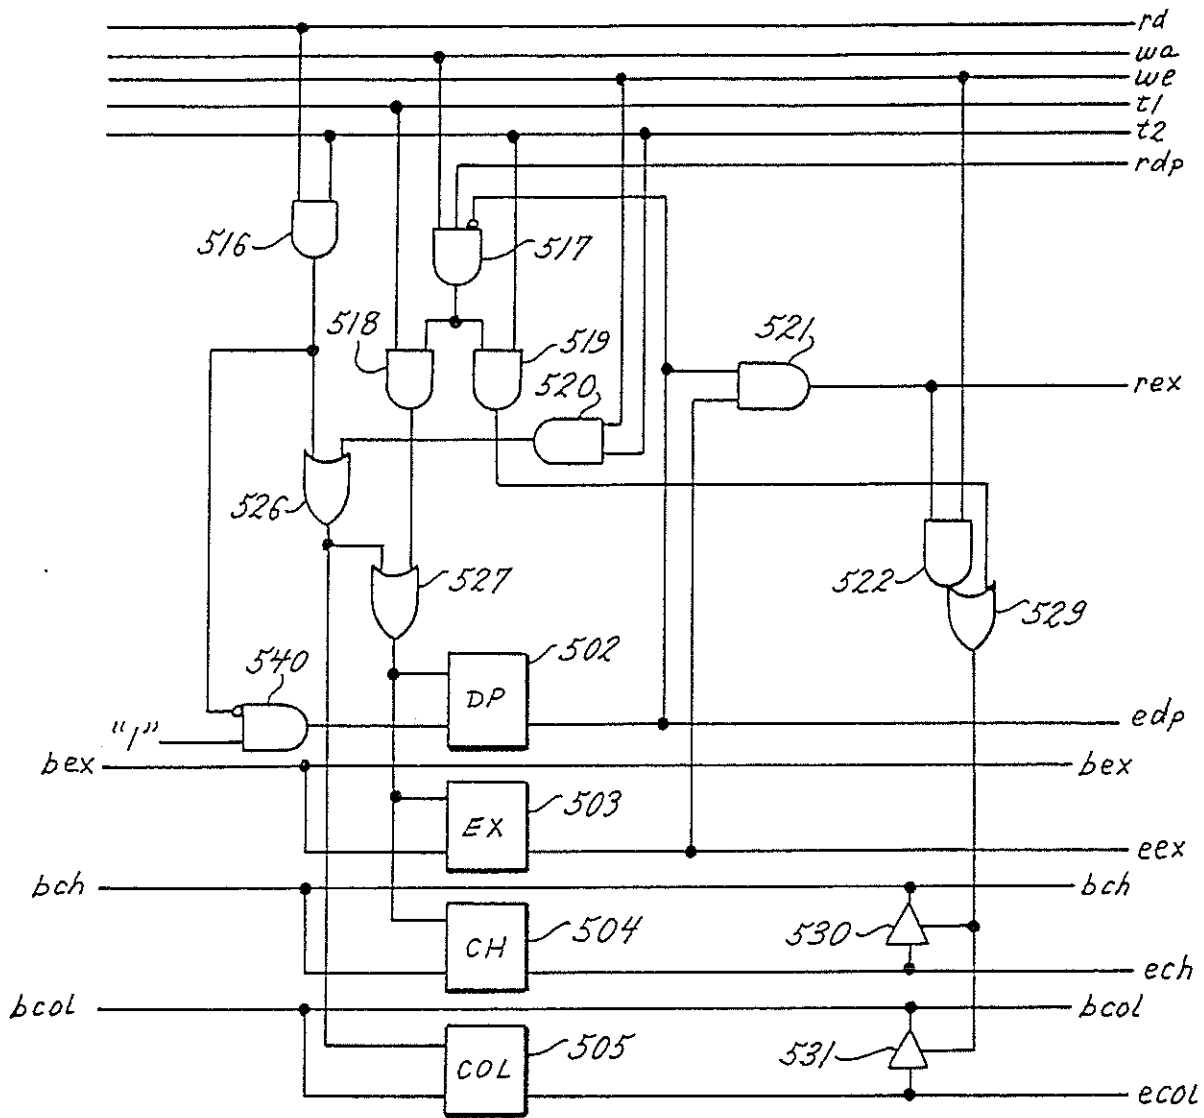 rd
wa
we
t1
t2
rdp
516
517
518
519
520
521
rex
526
527
522
529
540
502
DP
"1"
edp
bex
bex
503
EX
eex
bch
bch
504
CH
530
ech
bcol
bcol
505
COL
531
ecol